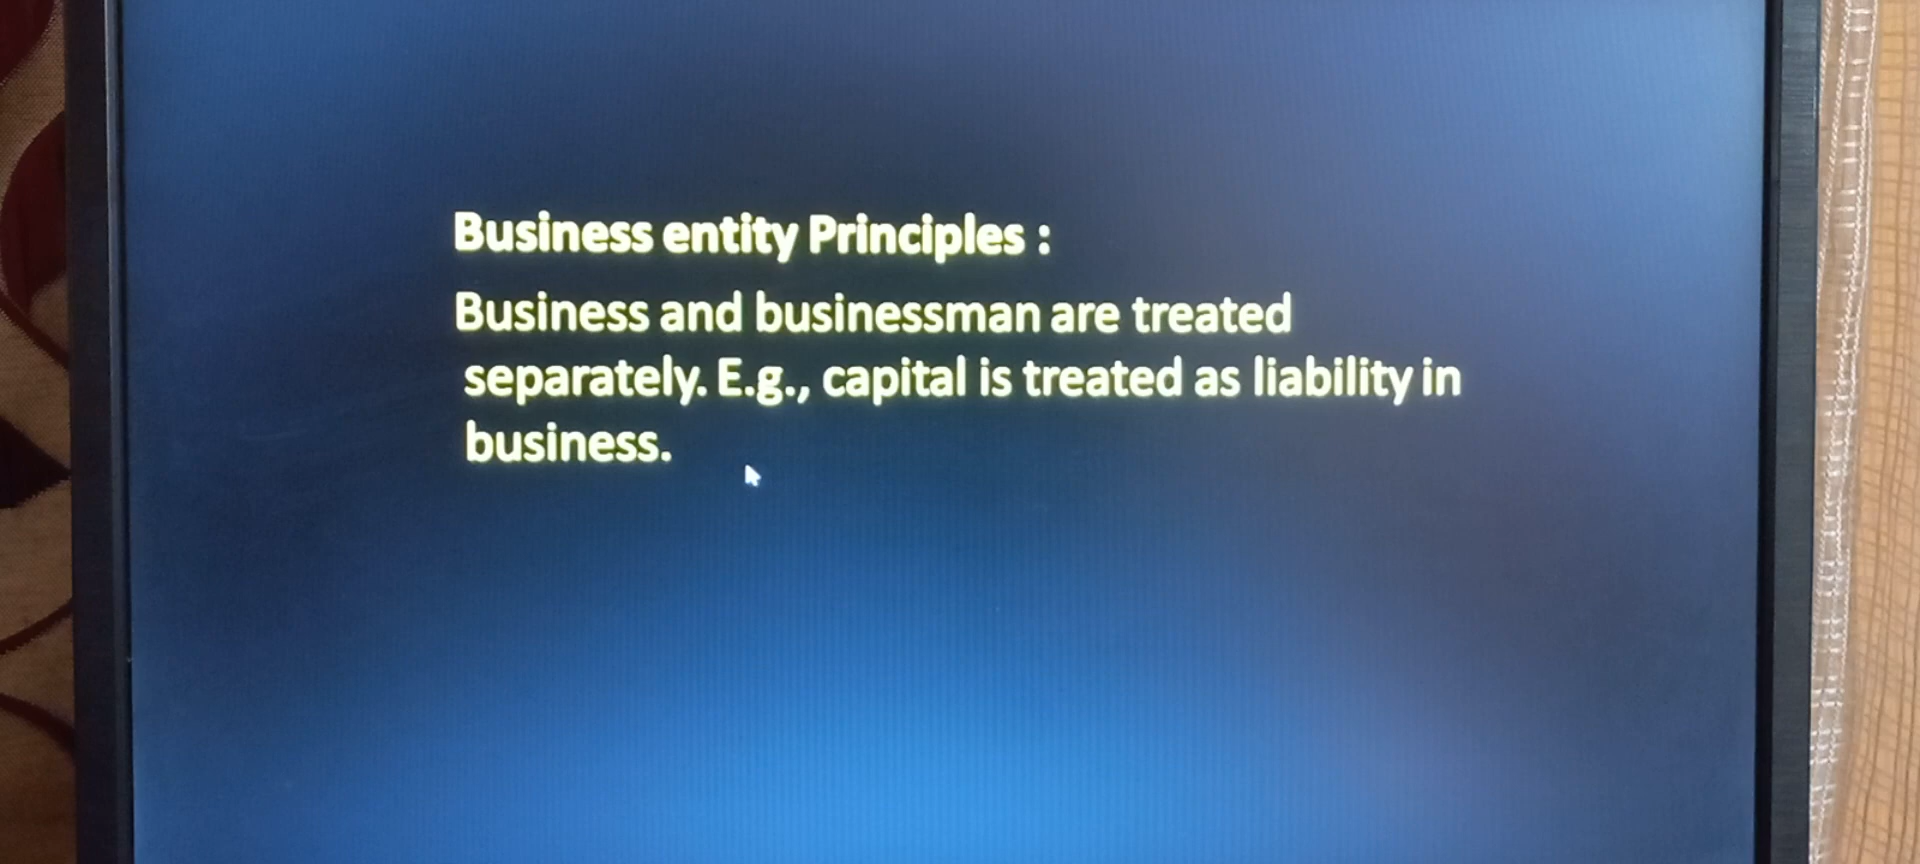 Business entity Principles :
Business and businessman are treated
separately. E.g., capital is treated as liability in
business.